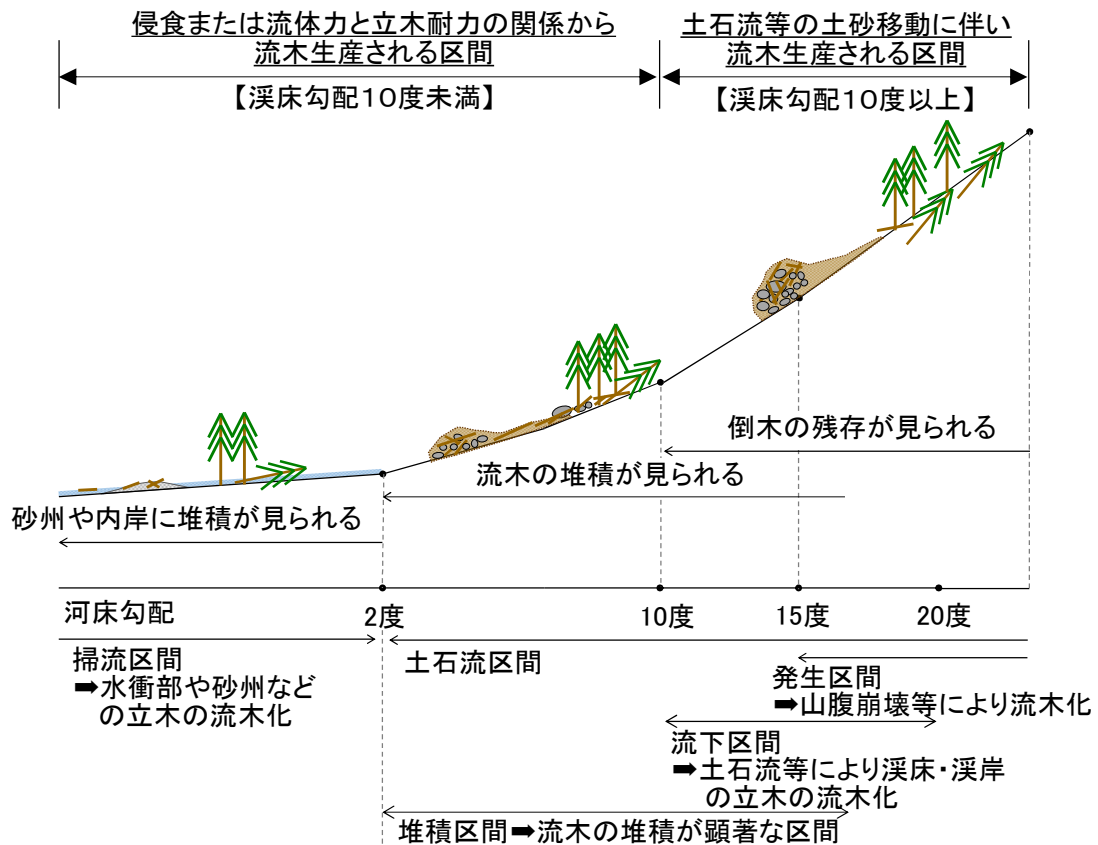 侵食または流体力と立木耐力の関係から
流木生産される区間
【渓床勾配10度未満】
土石流等の土砂移動に伴い
流木生産される区間
【渓床勾配10度以上】
倒木の残存が見られる
流木の堆積が見られる
砂州や内岸に堆積が見られる
河床勾配
2度
10度
15度
20度
掃流区間
➡水衝部や砂州など
の立木の流木化
土石流区間
発生区間
➡山腹崩壊等により流木化
流下区間
➡土石流等により渓床・渓岸
の立木の流木化
堆積区間➡流木の堆積が顕著な区間